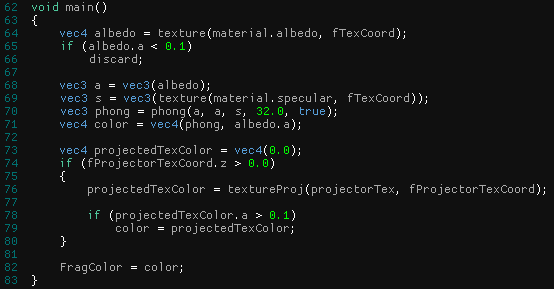 62 void main()
63 {
64     vec4 albedo = texture(material.albedo, fTexCoord);
65     if (albedo.a < 0.1)
66         discard;
67
68     vec3 a = vec3(albedo);
69     vec3 s = vec3(texture(material.specular, fTexCoord));
70     vec3 phong = phong(a, a, s, 32.0, true);
71     vec4 color = vec4(phong, albedo.a);
72
73     vec4 projectedTexColor = vec4(0.0);
74     if (fProjectorTexCoord.z > 0.0)
75     {
76         projectedTexColor = textureProj(projectorTex, fProjectorTexCoord);
77
78         if (projectedTexColor.a > 0.1)
79             color = projectedTexColor;
80     }
81
82     FragColor = color;
83 }